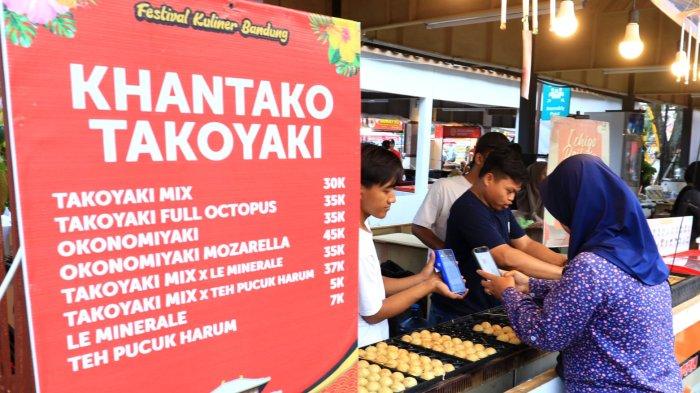 Festival Kuliner Bandung
KHANTAKO
TAKOYAKI
TAKOYAKI MIX 30K
TAKOYAKI FULL OCTOPUS 35K
OKONOMIYAKI 35K
OKONOMIYAKI MOZARELLA 45K
TAKOYAKI MIX x LE MINERALE 35K
TAKOYAKI MIX x TEH PUCUK HARUM 37K
LE MINERALE 5K
TEH PUCUK HARUM 7K
Ichigo